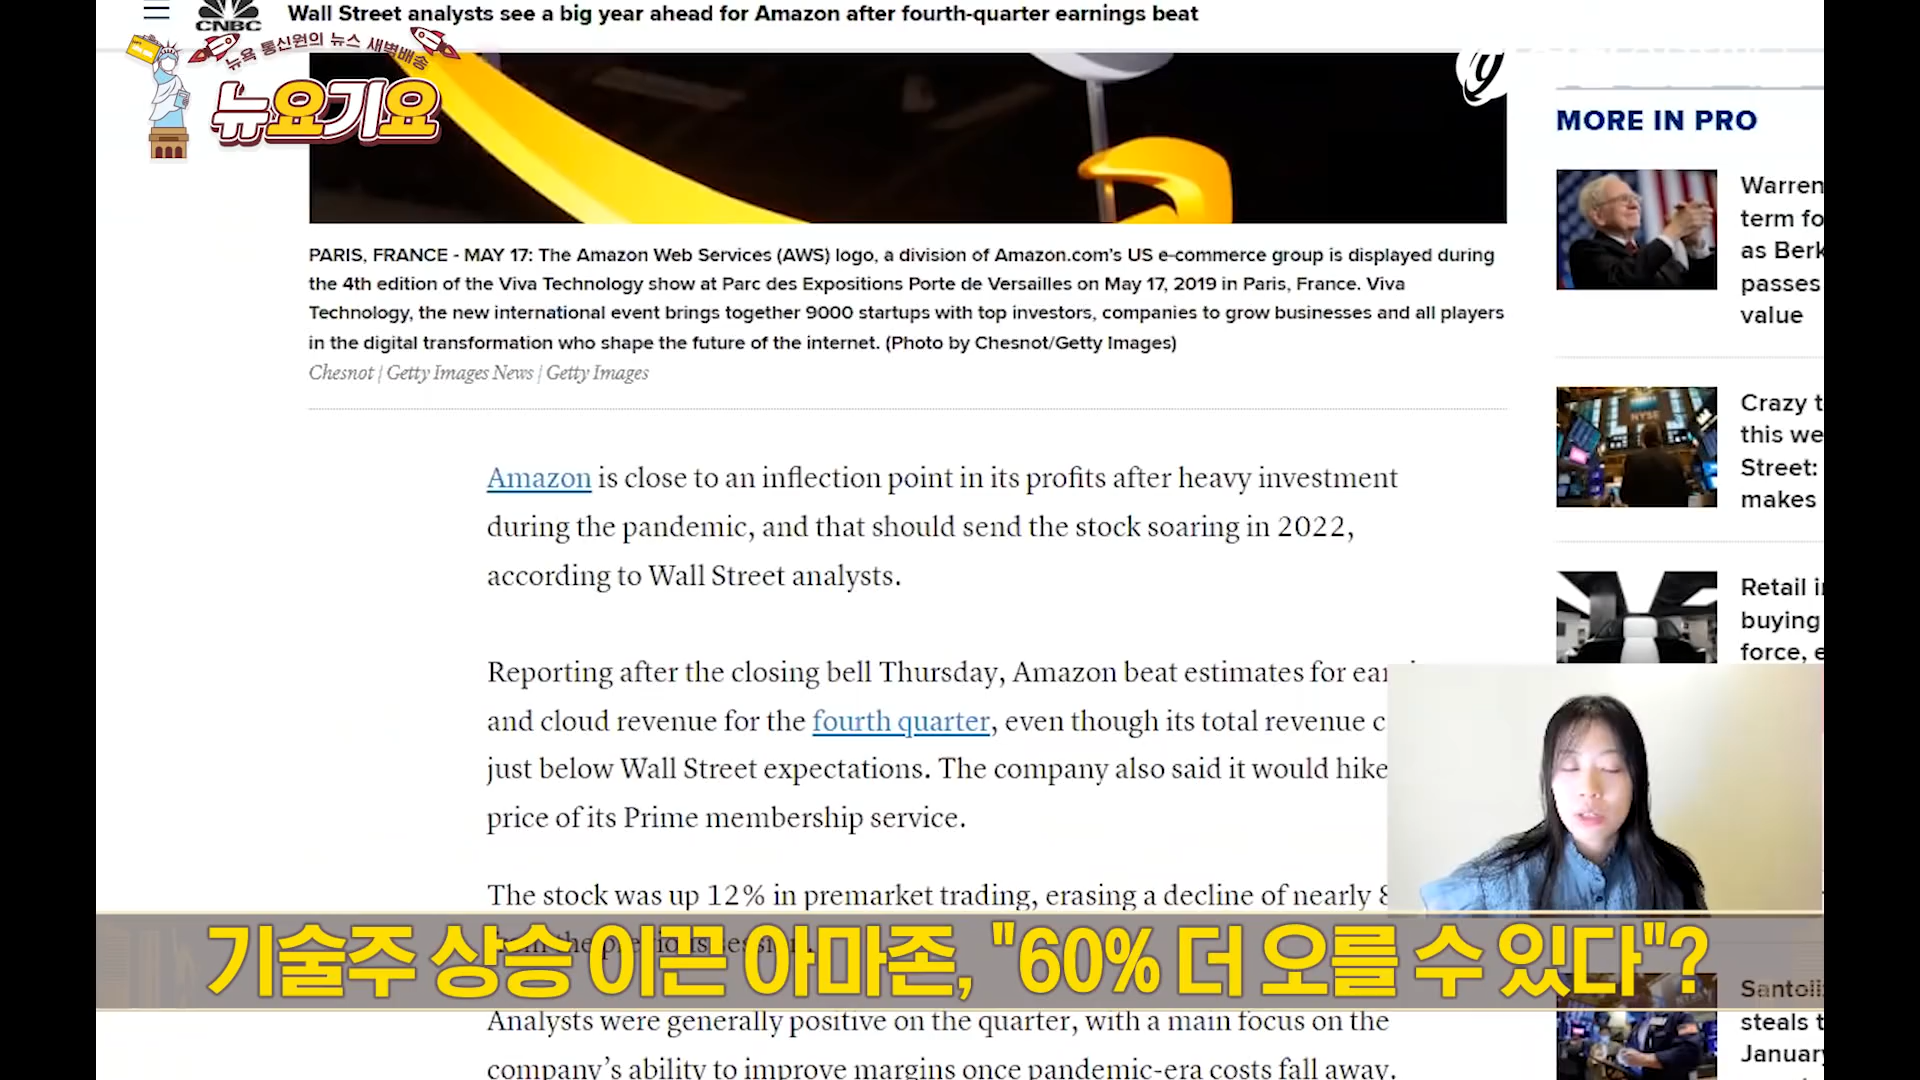 CNBC
Wall Street analysts see a big year ahead for Amazon after fourth-quarter earnings beat
뉴욕 통신원의 뉴스 새벽배송
뉴요기요
PARIS, FRANCE - MAY 17: The Amazon Web Services (AWS) logo, a division of Amazon.com's US e-commerce group is displayed during
the 4th edition of the Viva Technology show at Parc des Expositions Porte de Versailles on May 17, 2019 in Paris, France. Viva
Technology, the new international event brings together 9000 startups with top investors, companies to grow businesses and all players
in the digital transformation who shape the future of the internet. (Photo by Chesnot/Getty Images)
Chesnot | Getty Images News | Getty Images
Amazon is close to an inflection point in its profits after heavy investment
during the pandemic, and that should send the stock soaring in 2022,
according to Wall Street analysts.
Reporting after the closing bell Thursday, Amazon beat estimates for
and cloud revenue for the fourth quarter, even though its total revenue
just below Wall Street expectations. The company also said it would hike
price of its Prime membership service.
The stock was up 12% in premarket trading, erasing a decline of nearly
from the previous session.
기술주 상승 이끈 아마존, "60% 더 오를 수 있다"?
Analysts were generally positive on the quarter, with a main focus on the
company's ability to improve margins once pandemic-era costs fall away.
MORE IN PRO
Warren
term fo
as Berk
passes
value
Crazy t
this we
Street:
makes
NYSE
Retail i
buying
force, e
Santoli:
steals t
January